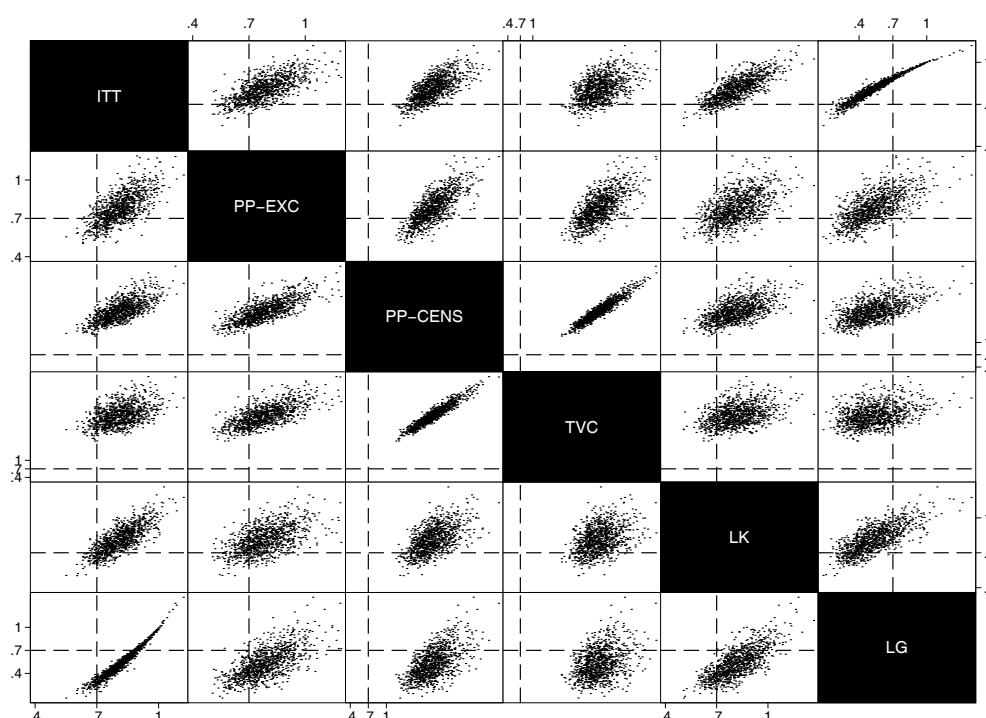 .4 .7 1 .4.7 1 .4 .7 1
ITT
1
PP−EXC
.7
.4
PP−CENS
TVC
1
.7
.4
LK
1
LG
.7
.4
.4 .7 1 .4 .7 1 .4 .7 1